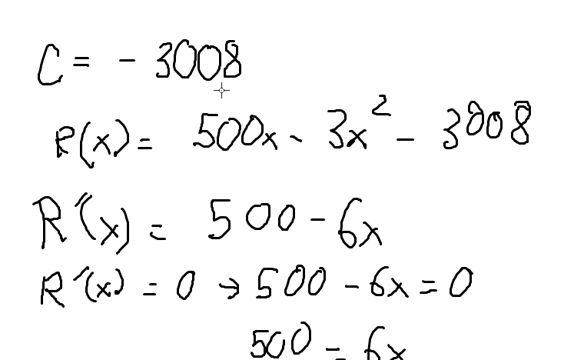 C = - 3008
R(x) = 500x - 3x² - 3008
R'(x) = 500 - 6x
R'(x) = 0 → 500 - 6x = 0
500 = 6x